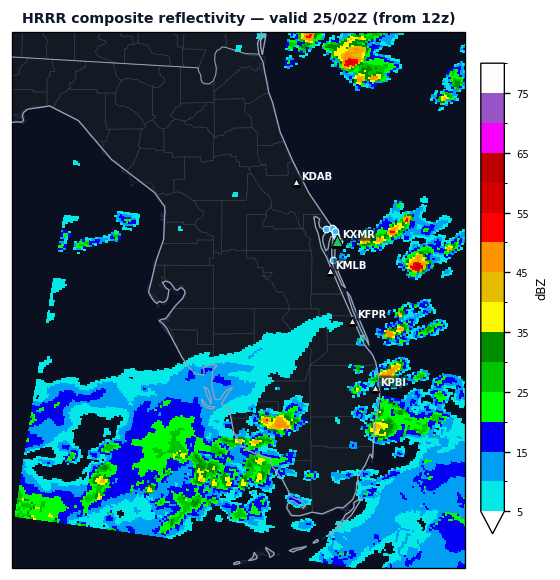 HRRR composite reflectivity — valid 25/02Z (from 12z)
KDAB
KXMR
KMLB
KFPR
KPBI
75
65
55
45
35
25
15
5
dBZ